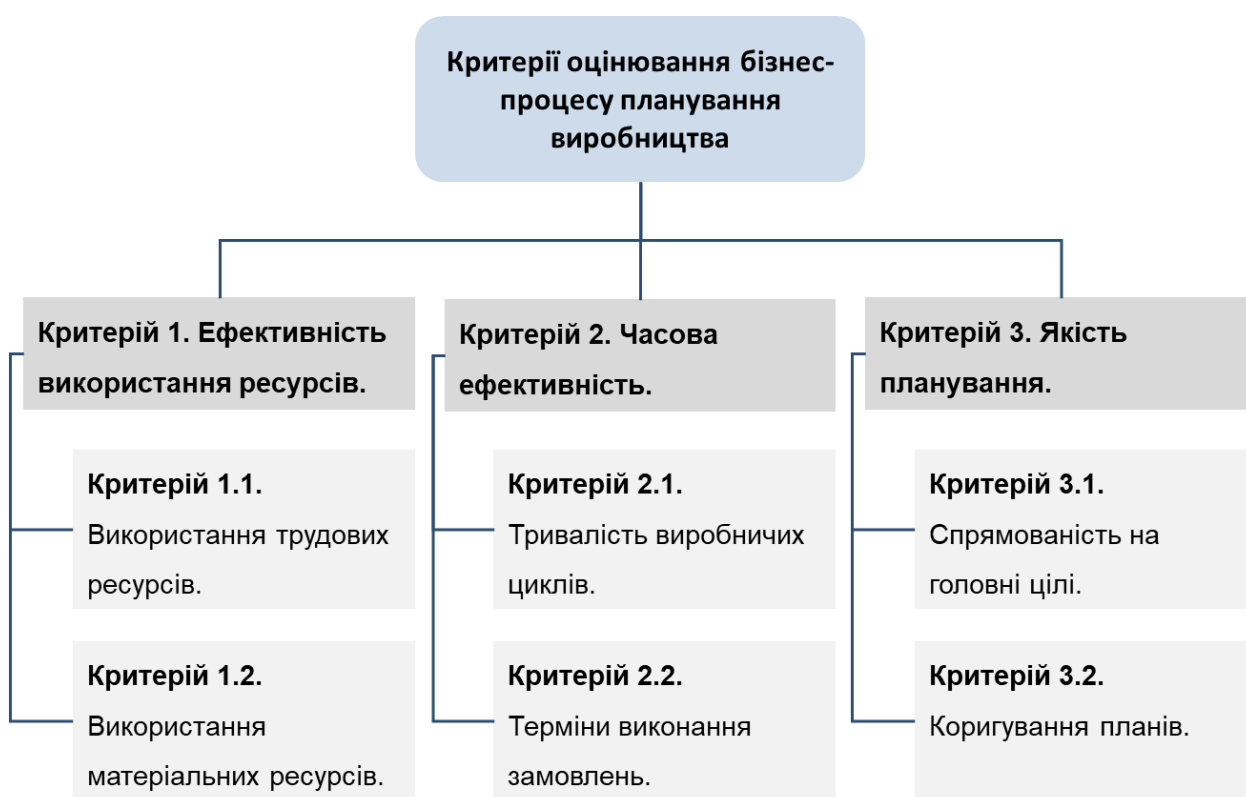 Критерії оцінювання бізнес-
процесу планування
виробництва
Критерій 1. Ефективність
використання ресурсів.
Критерій 1.1.
Використання трудових
ресурсів.
Критерій 1.2.
Використання
матеріальних ресурсів.
Критерій 2. Часова
ефективність.
Критерій 2.1.
Тривалість виробничих
циклів.
Критерій 2.2.
Терміни виконання
замовлень.
Критерій 3. Якість
планування.
Критерій 3.1.
Спрямованість на
головні цілі.
Критерій 3.2.
Коригування планів.